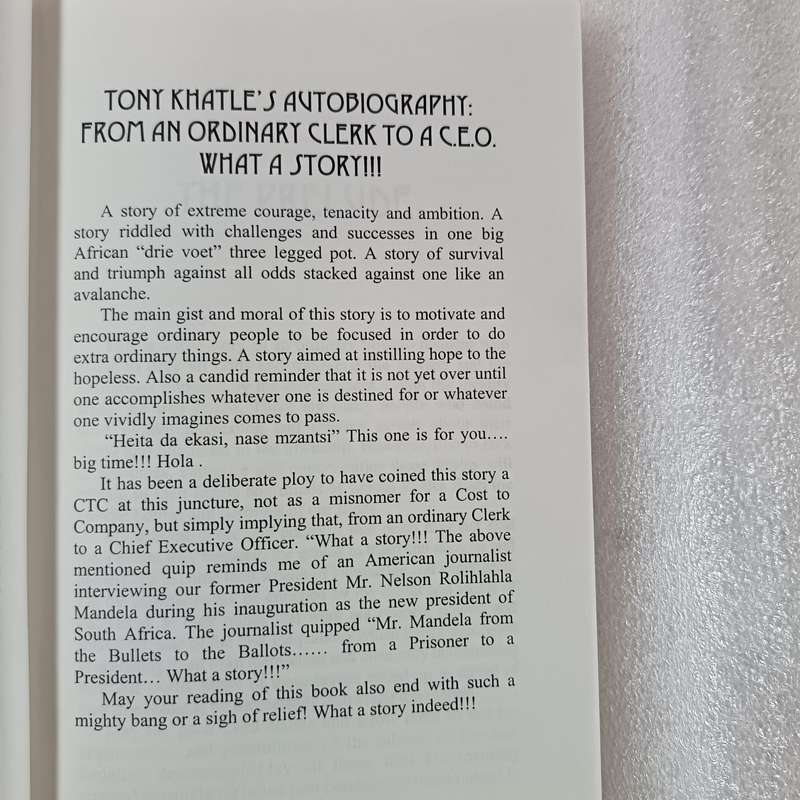 TONY KHATLE'S AUTOBIOGRAPHY:
FROM AN ORDINARY CLERK TO A C.E.O.
WHAT A STORY!!!
A story of extreme courage, tenacity and ambition. A
story riddled with challenges and successes in one big
African “drie voet” three legged pot. A story of survival
and triumph against all odds stacked against one like an
avalanche.
The main gist and moral of this story is to motivate and
encourage ordinary people to be focused in order to do
extra ordinary things. A story aimed at instilling hope to the
hopeless. Also a candid reminder that it is not yet over until
one accomplishes whatever one is destined for or whatever
one vividly imagines comes to pass.
“Heita da ekasi, nase mzantsi” This one is for you….
big time!!! Hola .
It has been a deliberate ploy to have coined this story a
CTC at this juncture, not as a misnomer for a Cost to
Company, but simply implying that, from an ordinary Clerk
to a Chief Executive Officer. “What a story!!! The above
mentioned quip reminds me of an American journalist
interviewing our former President Mr. Nelson Rolihlahla
Mandela during his inauguration as the new president of
South Africa. The journalist quipped “Mr. Mandela from
the Bullets to the Ballots…… from a Prisoner to a
President… What a story!!!”
May your reading of this book also end with such a
mighty bang or a sigh of relief! What a story indeed!!!